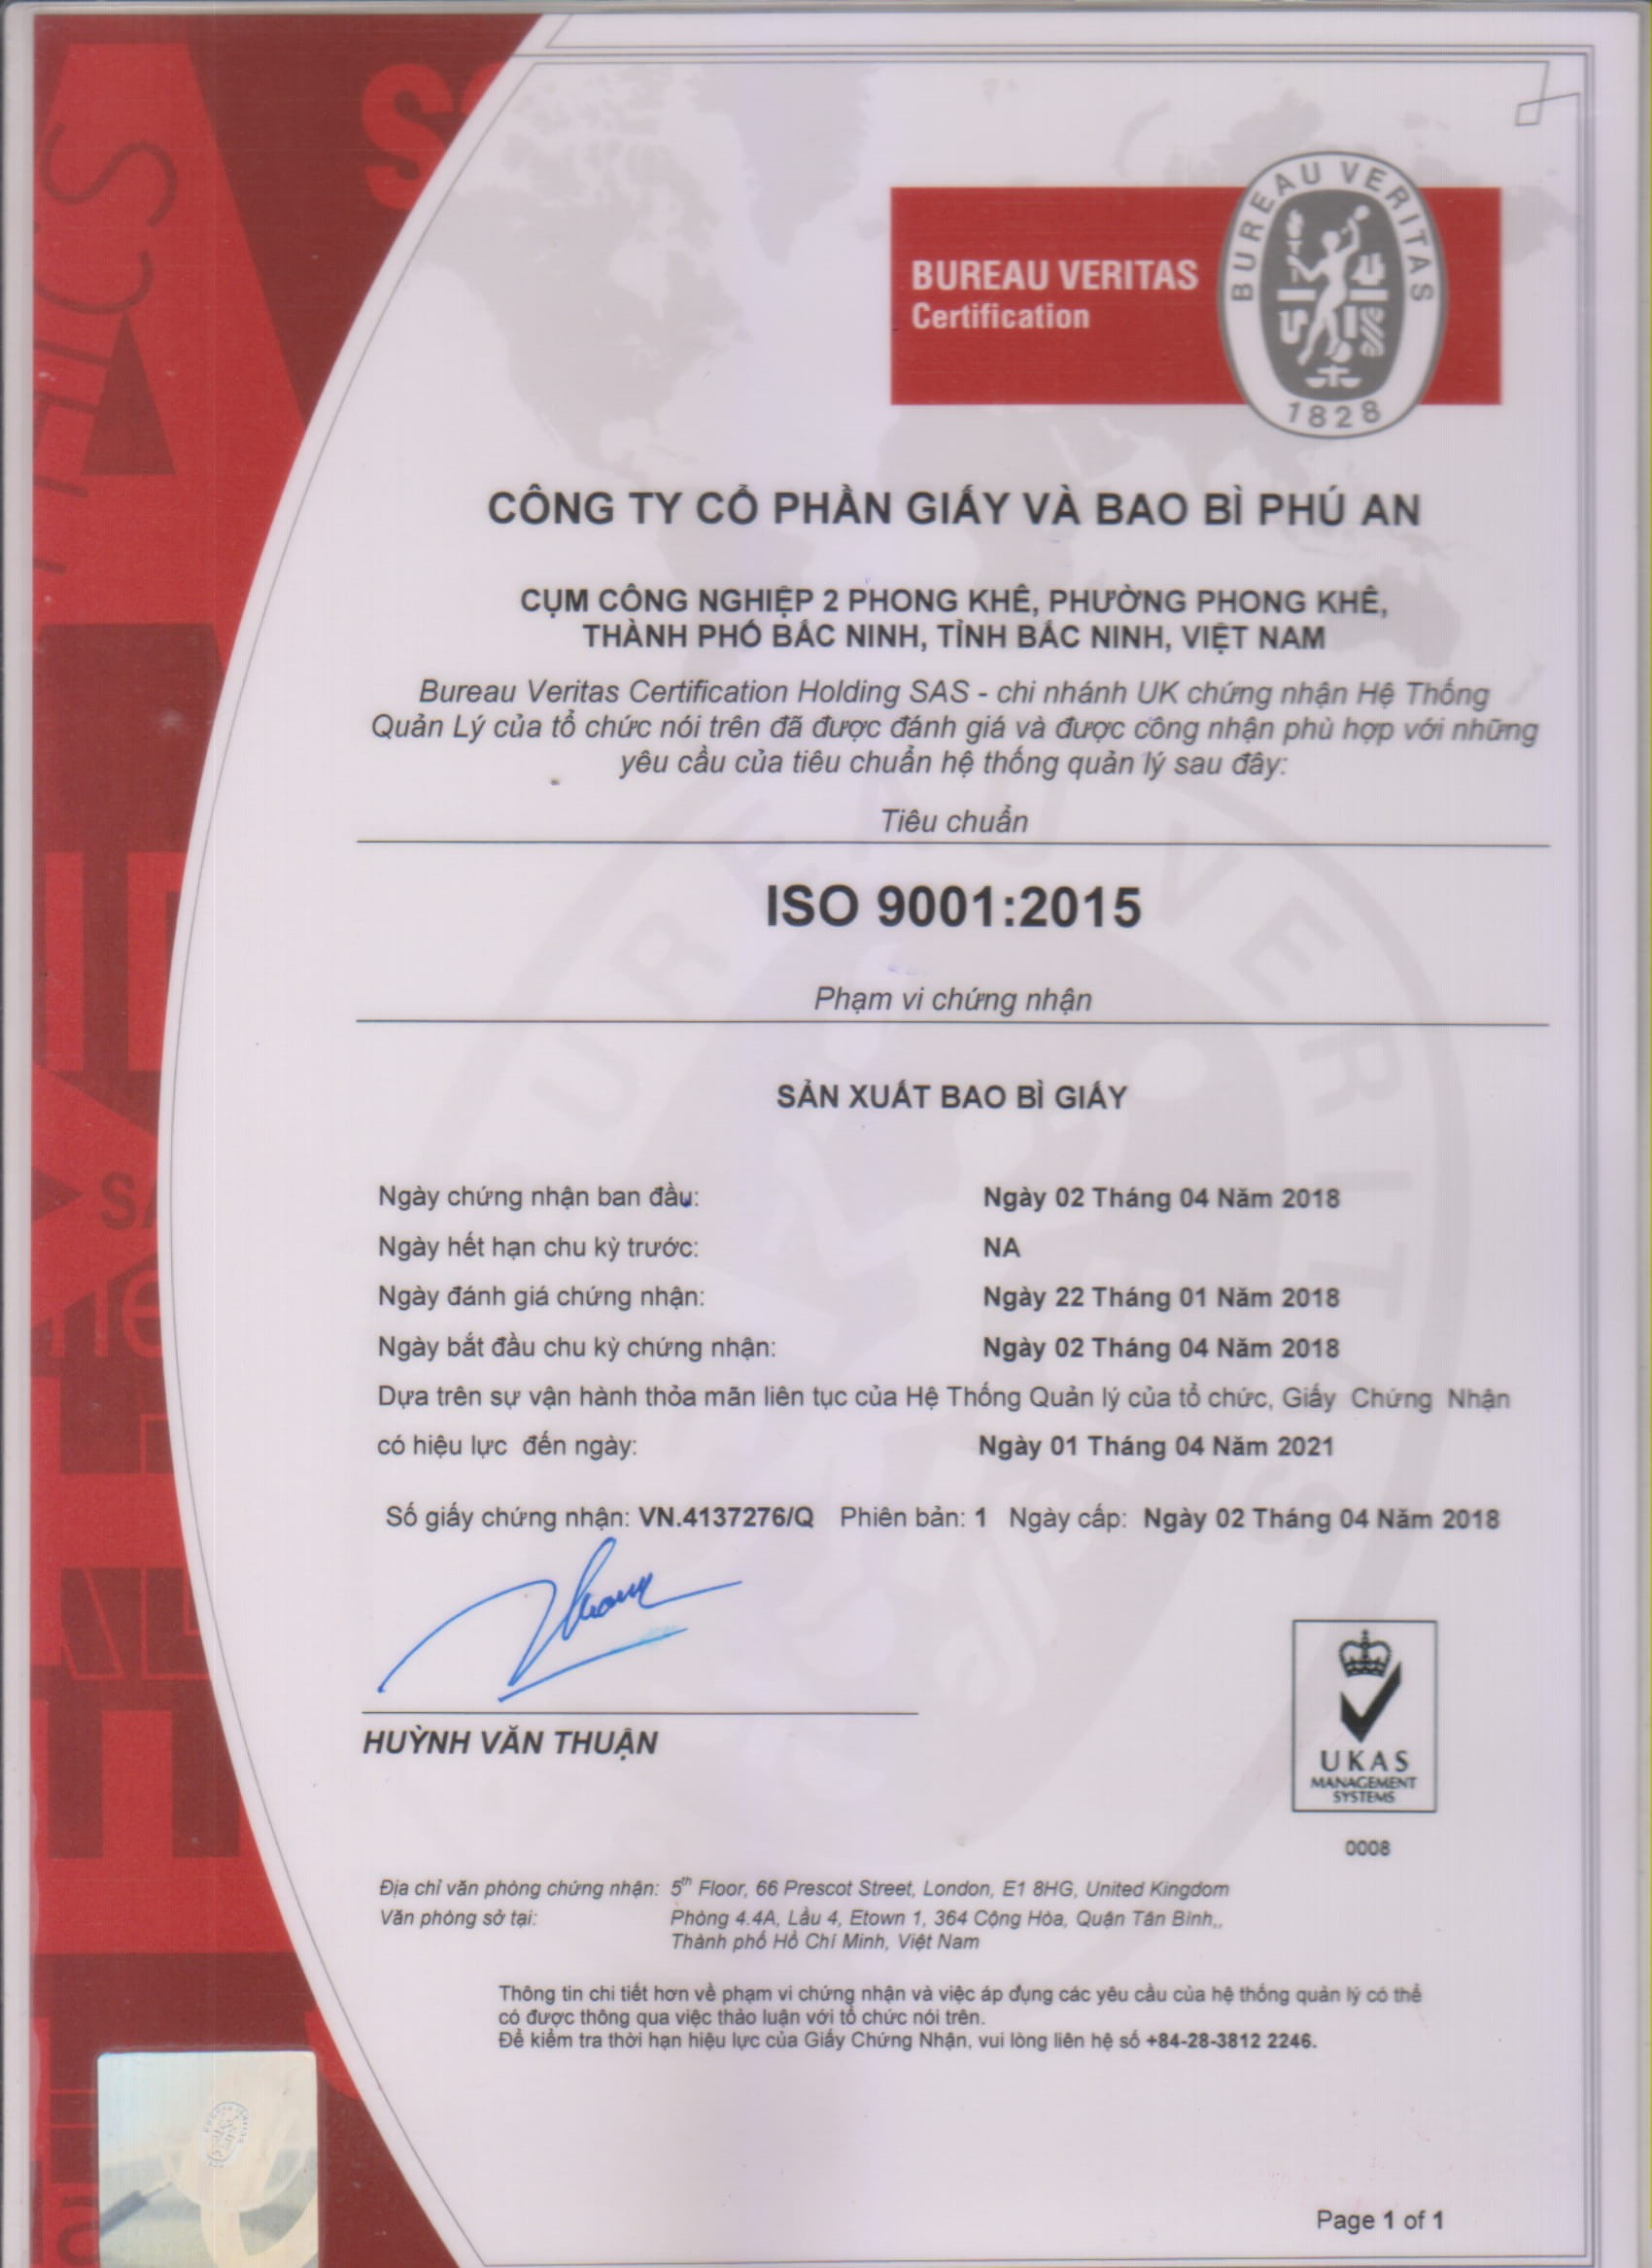 BUREAU VERITAS
Certification
BUREAU VERITAS
1828
CÔNG TY CỔ PHẦN GIẤY VÀ BAO BÌ PHÚ AN
CỤM CÔNG NGHIỆP 2 PHONG KHÊ, PHƯỜNG PHONG KHÊ,
THÀNH PHỐ BẮC NINH, TỈNH BẮC NINH, VIỆT NAM
Bureau Veritas Certification Holding SAS - chi nhánh UK chứng nhận Hệ Thống
Quản Lý của tổ chức nói trên đã được đánh giá và được công nhận phù hợp với những
yêu cầu của tiêu chuẩn hệ thống quản lý sau đây:
Tiêu chuẩn
ISO 9001:2015
Phạm vi chứng nhận
SẢN XUẤT BAO BÌ GIẤY
Ngày chứng nhận ban đầu: Ngày 02 Tháng 04 Năm 2018
Ngày hết hạn chu kỳ trước: NA
Ngày đánh giá chứng nhận: Ngày 22 Tháng 01 Năm 2018
Ngày bắt đầu chu kỳ chứng nhận: Ngày 02 Tháng 04 Năm 2018
Dựa trên sự vận hành thỏa mãn liên tục của Hệ Thống Quản lý của tổ chức, Giấy Chứng Nhận
có hiệu lực đến ngày: Ngày 01 Tháng 04 Năm 2021
Số giấy chứng nhận: VN.4137276/Q Phiên bản: 1 Ngày cấp: Ngày 02 Tháng 04 Năm 2018
HUỲNH VĂN THUẬN
UKAS
MANAGEMENT
SYSTEMS
0008
Địa chỉ văn phòng chứng nhận: 5th Floor, 66 Prescot Street, London, E1 8HG, United Kingdom
Văn phòng sở tại: Phòng 4.4A, Lầu 4, Etown 1, 364 Cộng Hòa, Quận Tân Bình,,
Thành phố Hồ Chí Minh, Việt Nam
Thông tin chi tiết hơn về phạm vi chứng nhận và việc áp dụng các yêu cầu của hệ thống quản lý có thể
có được thông qua việc thảo luận với tổ chức nói trên.
Để kiểm tra thời hạn hiệu lực của Giấy Chứng Nhận, vui lòng liên hệ số +84-28-3812 2246.
Page 1 of 1